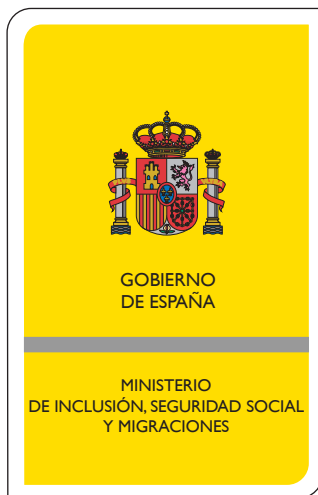 GOBIERNO
DE ESPAÑA
MINISTERIO
DE INCLUSIÓN, SEGURIDAD SOCIAL
Y MIGRACIONES